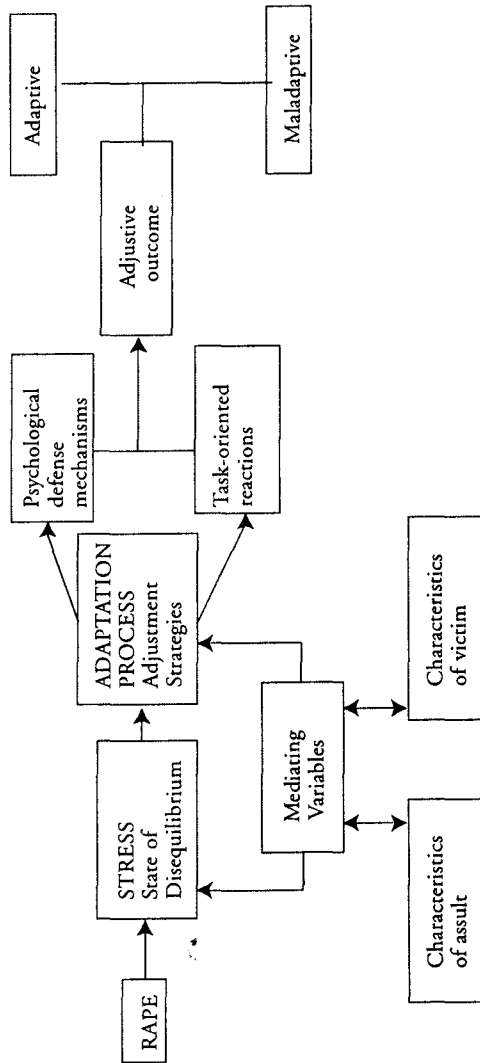 RAPE
STRESS
State of
Disequilibrium
ADAPTATION
PROCESS
Adjustment
Strategies
Psychological
defense
mechanisms
Task-oriented
reactions
Adjustive
outcome
Adaptive
Maladaptive
Mediating
Variables
Characteristics
of assult
Characteristics
of victim